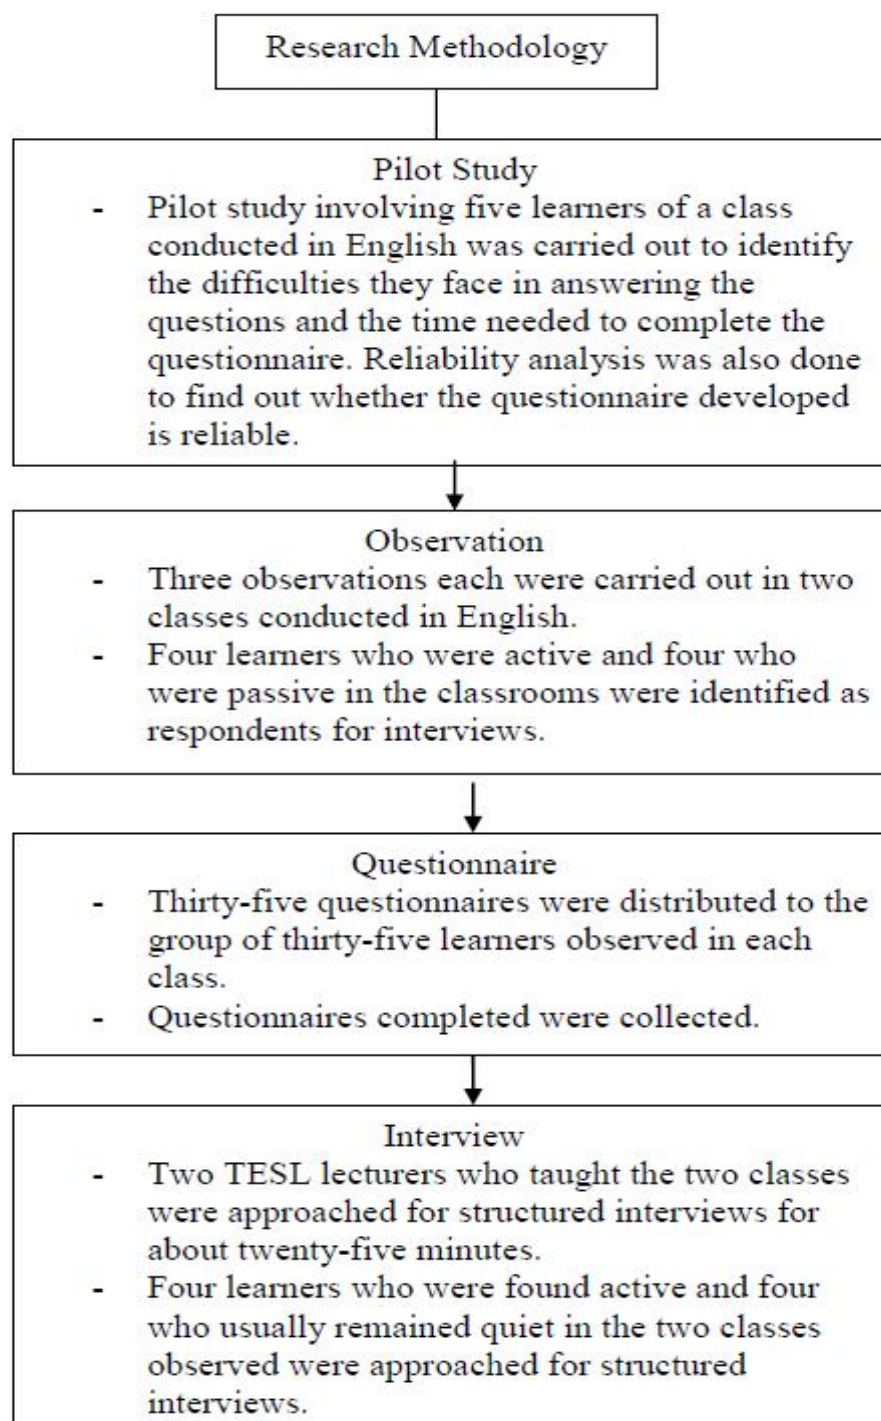 Research Methodology
Pilot Study
- Pilot study involving five learners of a class
conducted in English was carried out to identify
the difficulties they face in answering the
questions and the time needed to complete the
questionnaire. Reliability analysis was also done
to find out whether the questionnaire developed
is reliable.
Observation
- Three observations each were carried out in two
classes conducted in English.
- Four learners who were active and four who
were passive in the classrooms were identified as
respondents for interviews.
Questionnaire
- Thirty-five questionnaires were distributed to the
group of thirty-five learners observed in each
class.
- Questionnaires completed were collected.
Interview
- Two TESL lecturers who taught the two classes
were approached for structured interviews for
about twenty-five minutes.
- Four learners who were found active and four
who usually remained quiet in the two classes
observed were approached for structured
interviews.